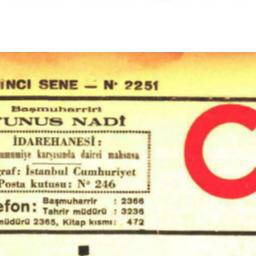 İNCİ SENE — Nº 2251
Başmuharriri
YUNUS NADİ
C
İDAREHANESİ:
umumiye karşısında dairei mahsusa
graf: İstanbul Cumhuriyet
Posta kutusu: Nº 246
efon: Başmuharrir : 2366
Tahrir müdürü : 3236
müdürü 2365, Kitap kısmı: 472